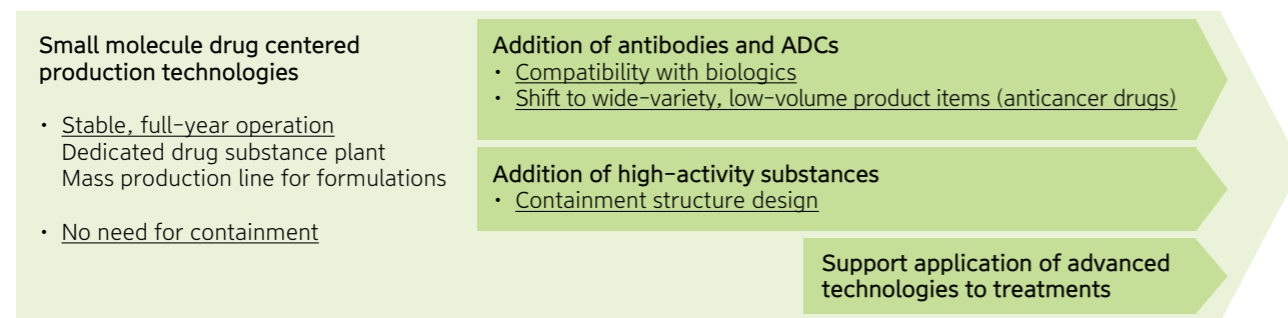 Small molecule drug centered
production technologies
・ Stable, full-year operation
Dedicated drug substance plant
Mass production line for formulations
・ No need for containment
Addition of antibodies and ADCs
・ Compatibility with biologics
・ Shift to wide-variety, low-volume product items (anticancer drugs)
Addition of high-activity substances
・ Containment structure design
Support application of advanced
technologies to treatments